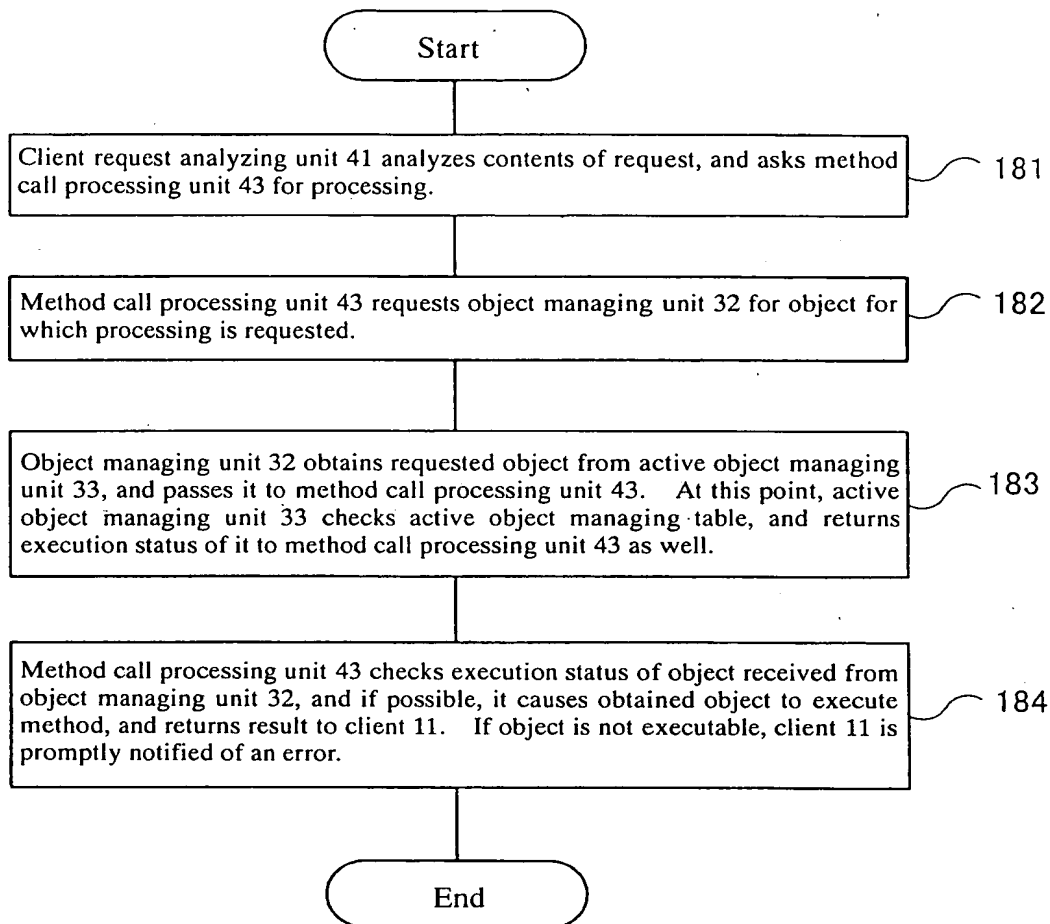 Start
Client request analyzing unit 41 analyzes contents of request, and asks method
call processing unit 43 for processing.
181
Method call processing unit 43 requests object managing unit 32 for object for
which processing is requested.
182
Object managing unit 32 obtains requested object from active object managing
unit 33, and passes it to method call processing unit 43. At this point, active
object managing unit 33 checks active object managing table, and returns
execution status of it to method call processing unit 43 as well.
183
Method call processing unit 43 checks execution status of object received from
object managing unit 32, and if possible, it causes obtained object to execute
method, and returns result to client 11. If object is not executable, client 11 is
promptly notified of an error.
184
End